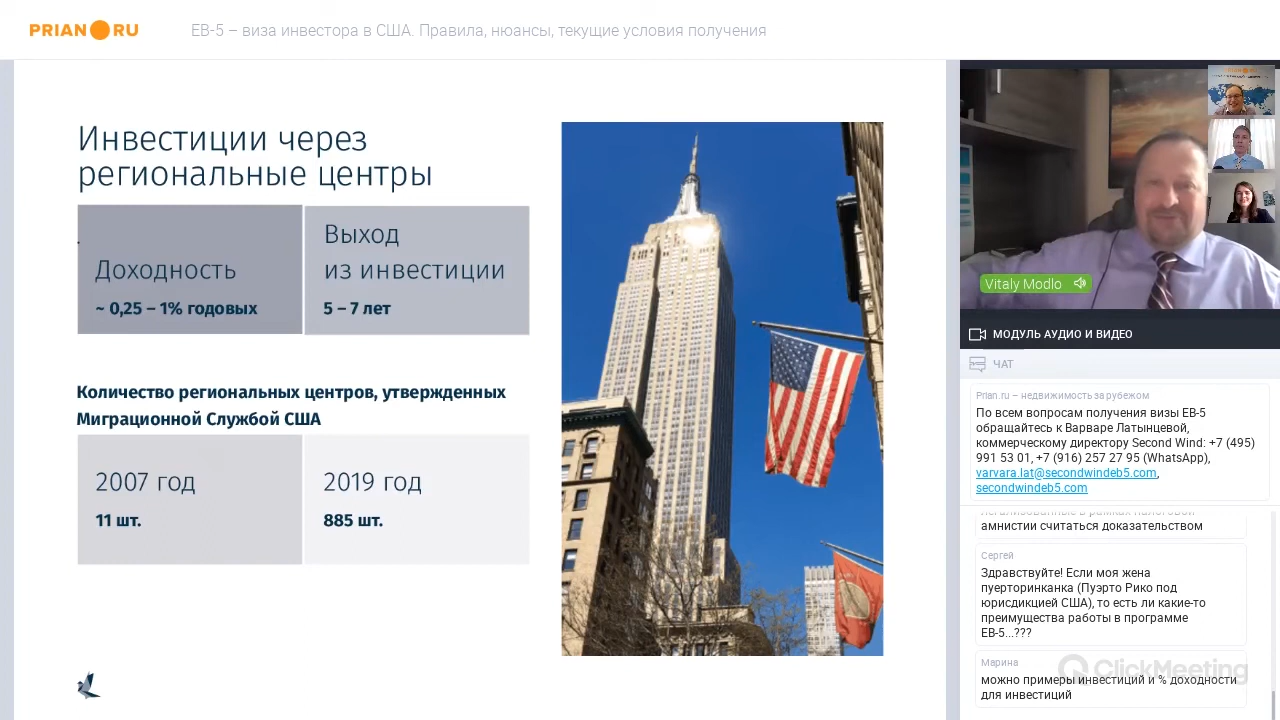 PRIAN RU
EB-5 – виза инвестора в США. Правила, нюансы, текущие условия получения
Инвестиции через
региональные центры
Доходность
~ 0,25 – 1% годовых
Выход
из инвестиции
5 – 7 лет
Количество региональных центров, утвержденных
Миграционной Службой США
2007 год
11 шт.
2019 год
885 шт.
Vitaly Modlo
МОДУЛЬ АУДИО И ВИДЕО
ЧАТ
Prian.ru – недвижимость за рубежом
По всем вопросам получения визы ЕВ-5
обращайтесь к Варваре Латынцевой,
коммерческому директору Second Wind: +7 (495)
991 53 01, +7 (916) 257 27 95 (WhatsApp),
varvara.lat@secondwindeb5.com,
secondwindeb5.com
амнистии считаться доказательством
Сергей
Здравствуйте! Если моя жена
пуерторинканка (Пуэрто Рико под
юрисдикцией США), то есть ли какие-то
преимущества работы в программе
ЕВ-5...???
Марина
можно примеры инвестиций и % доходности
для инвестиций
ClickMeeting